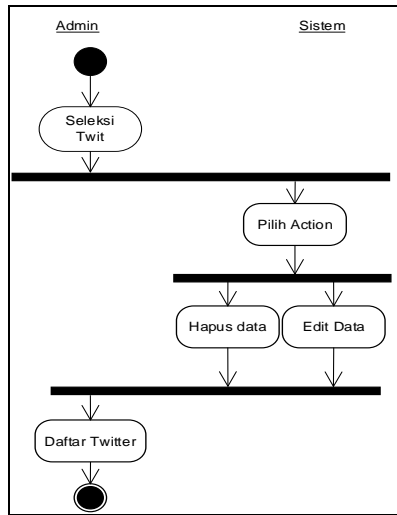 Admin
Sistem
Seleksi
Twit
Pilih Action
Hapus data
Edit Data
Daftar Twitter